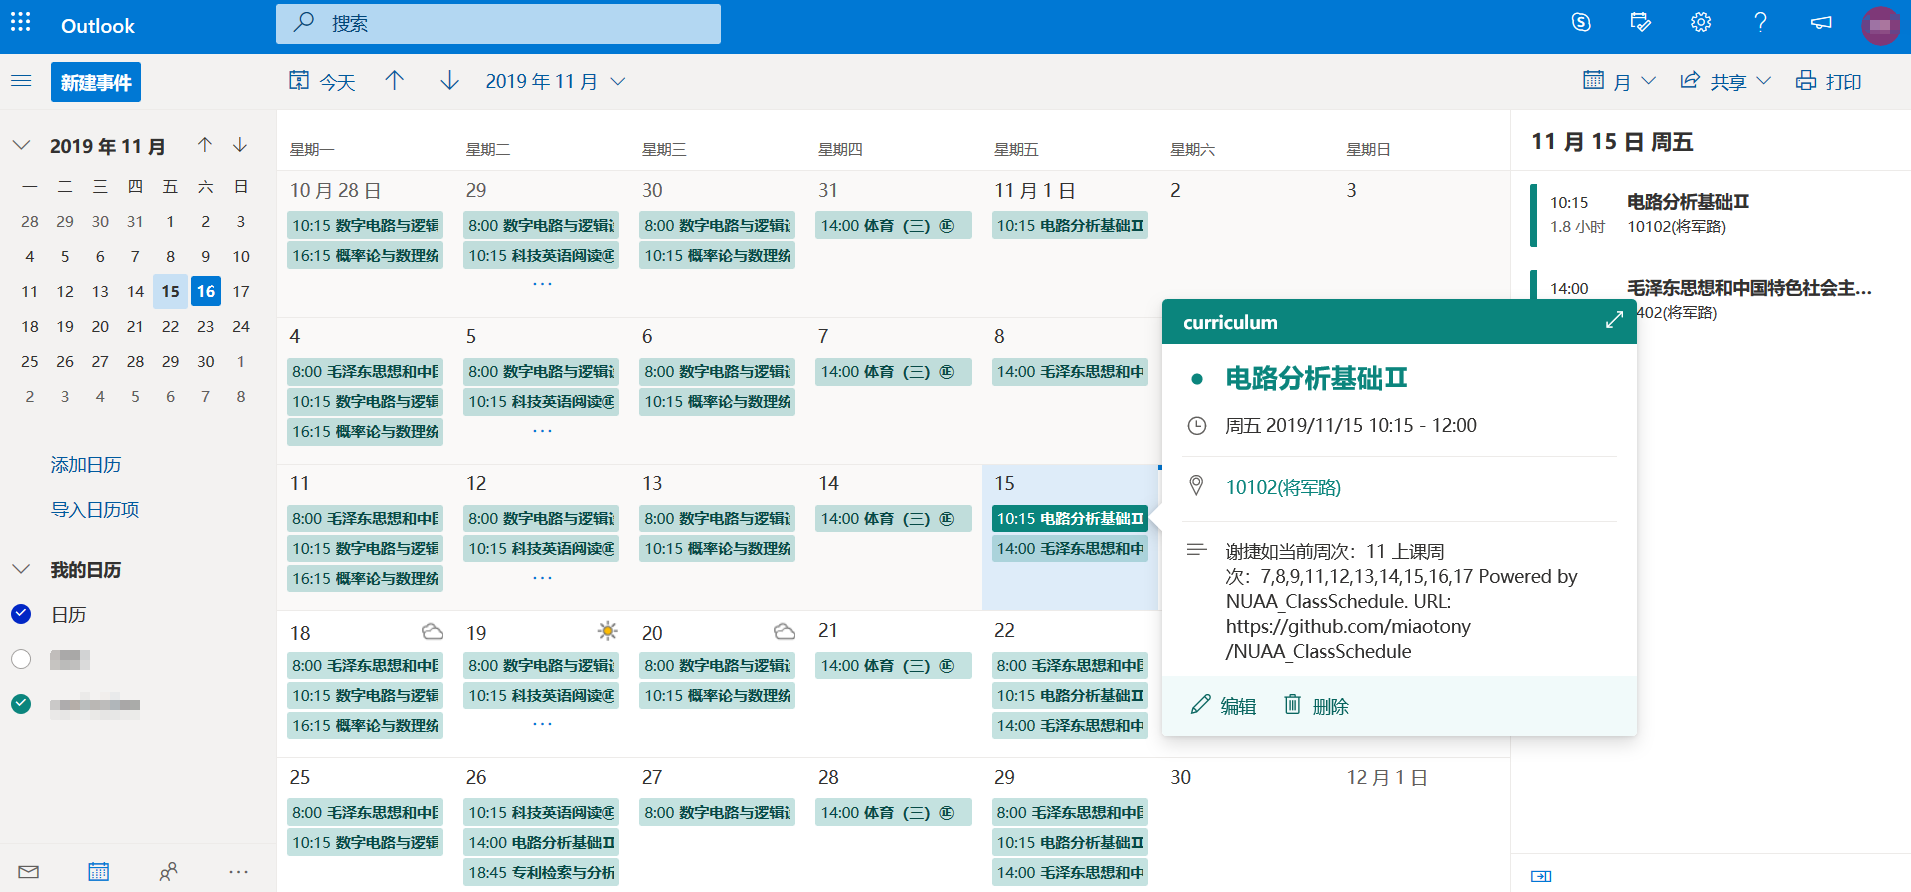 Outlook
搜索
新建事件
今天
2019 年 11 月
月
共享
打印
2019 年 11 月
一 二 三 四 五 六 日
28 29 30 31 1 2 3
4 5 6 7 8 9 10
11 12 13 14 15 16 17
18 19 20 21 22 23 24
25 26 27 28 29 30 1
2 3 4 5 6 7 8
添加日历
导入日历项
我的日历
日历
星期一 星期二 星期三 星期四 星期五 星期六 星期日
10 月 28 日 29 30 31 11 月 1 日 2 3
10:15 数字电路与逻辑 8:00 数字电路与逻辑 8:00 数字电路与逻辑 14:00 体育（三）㊣ 10:15 电路分析基础Ⅱ
16:15 概率论与数理统 10:15 科技英语阅读㊣ 10:15 概率论与数理统
...
4 5 6 7 8
8:00 毛泽东思想和中国 8:00 数字电路与逻辑 8:00 数字电路与逻辑 14:00 体育（三）㊣ 14:00 毛泽东思想和中
10:15 数字电路与逻辑 10:15 科技英语阅读㊣ 10:15 概率论与数理统
16:15 概率论与数理统 ...
11 12 13 14 15
8:00 毛泽东思想和中国 8:00 数字电路与逻辑 8:00 数字电路与逻辑 14:00 体育（三）㊣ 10:15 电路分析基础Ⅱ
10:15 数字电路与逻辑 10:15 科技英语阅读㊣ 10:15 概率论与数理统 14:00 毛泽东思想和中
16:15 概率论与数理统 ...
18 19 20 21 22
8:00 毛泽东思想和中国 8:00 数字电路与逻辑 8:00 数字电路与逻辑 14:00 体育（三）㊣ 8:00 毛泽东思想和中国
10:15 数字电路与逻辑 10:15 科技英语阅读㊣ 10:15 概率论与数理统 10:15 电路分析基础Ⅱ
16:15 概率论与数理统 ... 14:00 毛泽东思想和中
25 26 27 28 29 30 12 月 1 日
8:00 毛泽东思想和中国 10:15 科技英语阅读㊣ 8:00 数字电路与逻辑 14:00 体育（三）㊣ 8:00 毛泽东思想和中国
10:15 数字电路与逻辑 14:00 电路分析基础Ⅱ 10:15 电路分析基础Ⅱ
18:45 专利检索与分析 14:00 毛泽东思想和中
curriculum
电路分析基础Ⅱ
周五 2019/11/15 10:15 - 12:00
10102(将军路)
谢捷如当前周次：11 上课周
次：7,8,9,11,12,13,14,15,16,17 Powered by
NUAA_ClassSchedule. URL:
https://github.com/miaotony
/NUAA_ClassSchedule
编辑
删除
11 月 15 日 周五
10:15 电路分析基础Ⅱ
1.8 小时 10102(将军路)
14:00 毛泽东思想和中国特色社会主...
402(将军路)